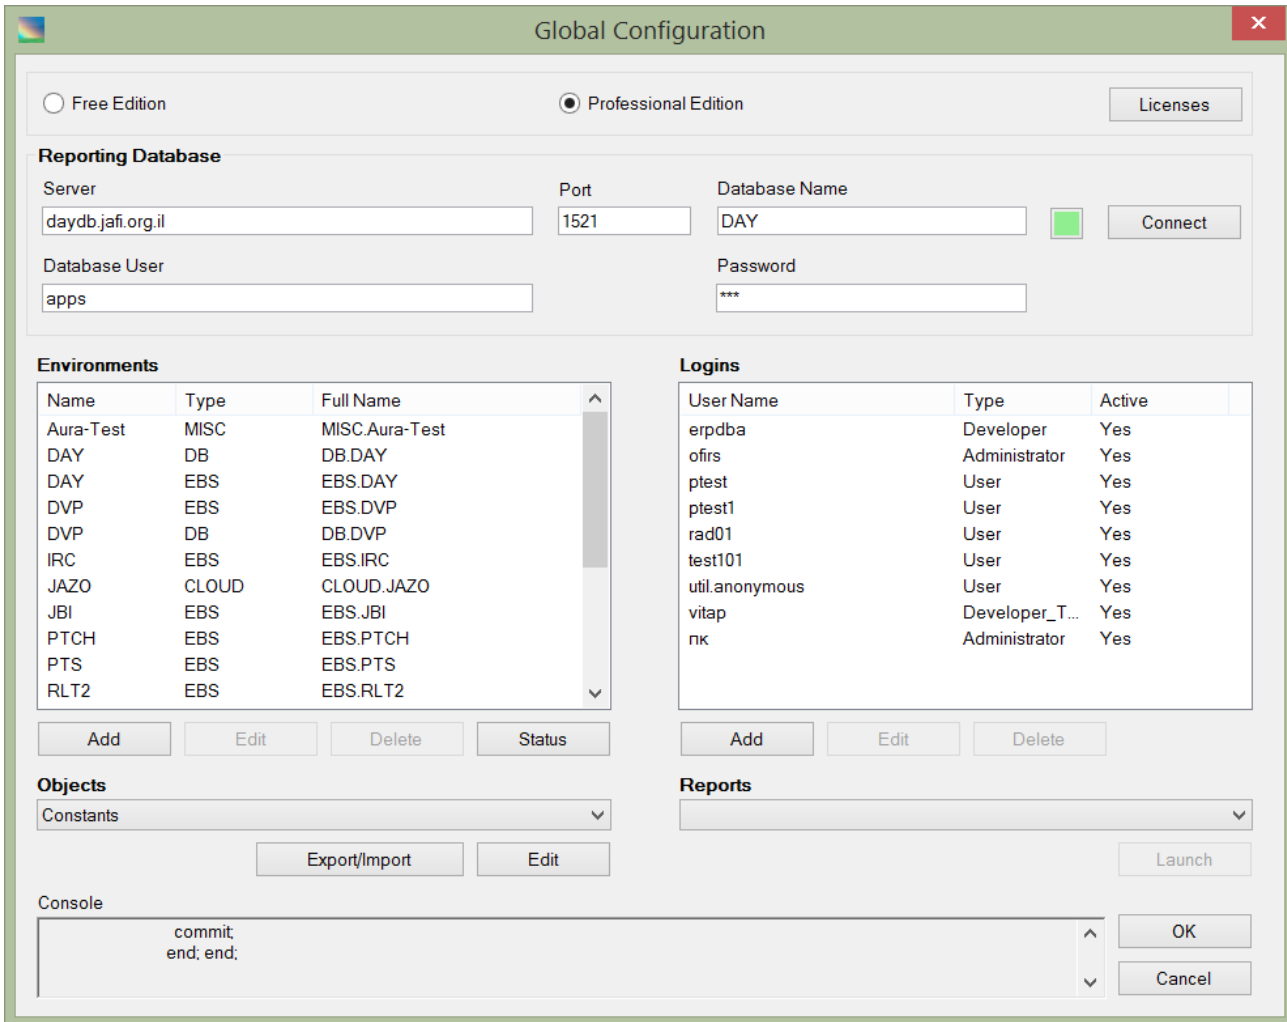 Global Configuration
Free Edition
Professional Edition
Licenses
Reporting Database
Server
Port
Database Name
daydb.jafi.org.il
1521
DAY
Connect
Database User
Password
apps
***
Environments
Name Type Full Name
Aura-Test MISC MISC.Aura-Test
DAY DB DB.DAY
DAY EBS EBS.DAY
DVP EBS EBS.DVP
DVP DB DB.DVP
IRC EBS EBS.IRC
JAZO CLOUD CLOUD.JAZO
JBI EBS EBS.JBI
PTCH EBS EBS.PTCH
PTS EBS EBS.PTS
RLT2 EBS EBS.RLT2
Add Edit Delete Status
Logins
User Name Type Active
erpdba Developer Yes
ofirs Administrator Yes
ptest User Yes
ptest1 User Yes
rad01 User Yes
test101 User Yes
util.anonymous User Yes
vitap Developer_T... Yes
пк Administrator Yes
Add Edit Delete
Objects
Constants
Export/Import Edit
Reports
Launch
Console
commit;
end; end;
OK
Cancel